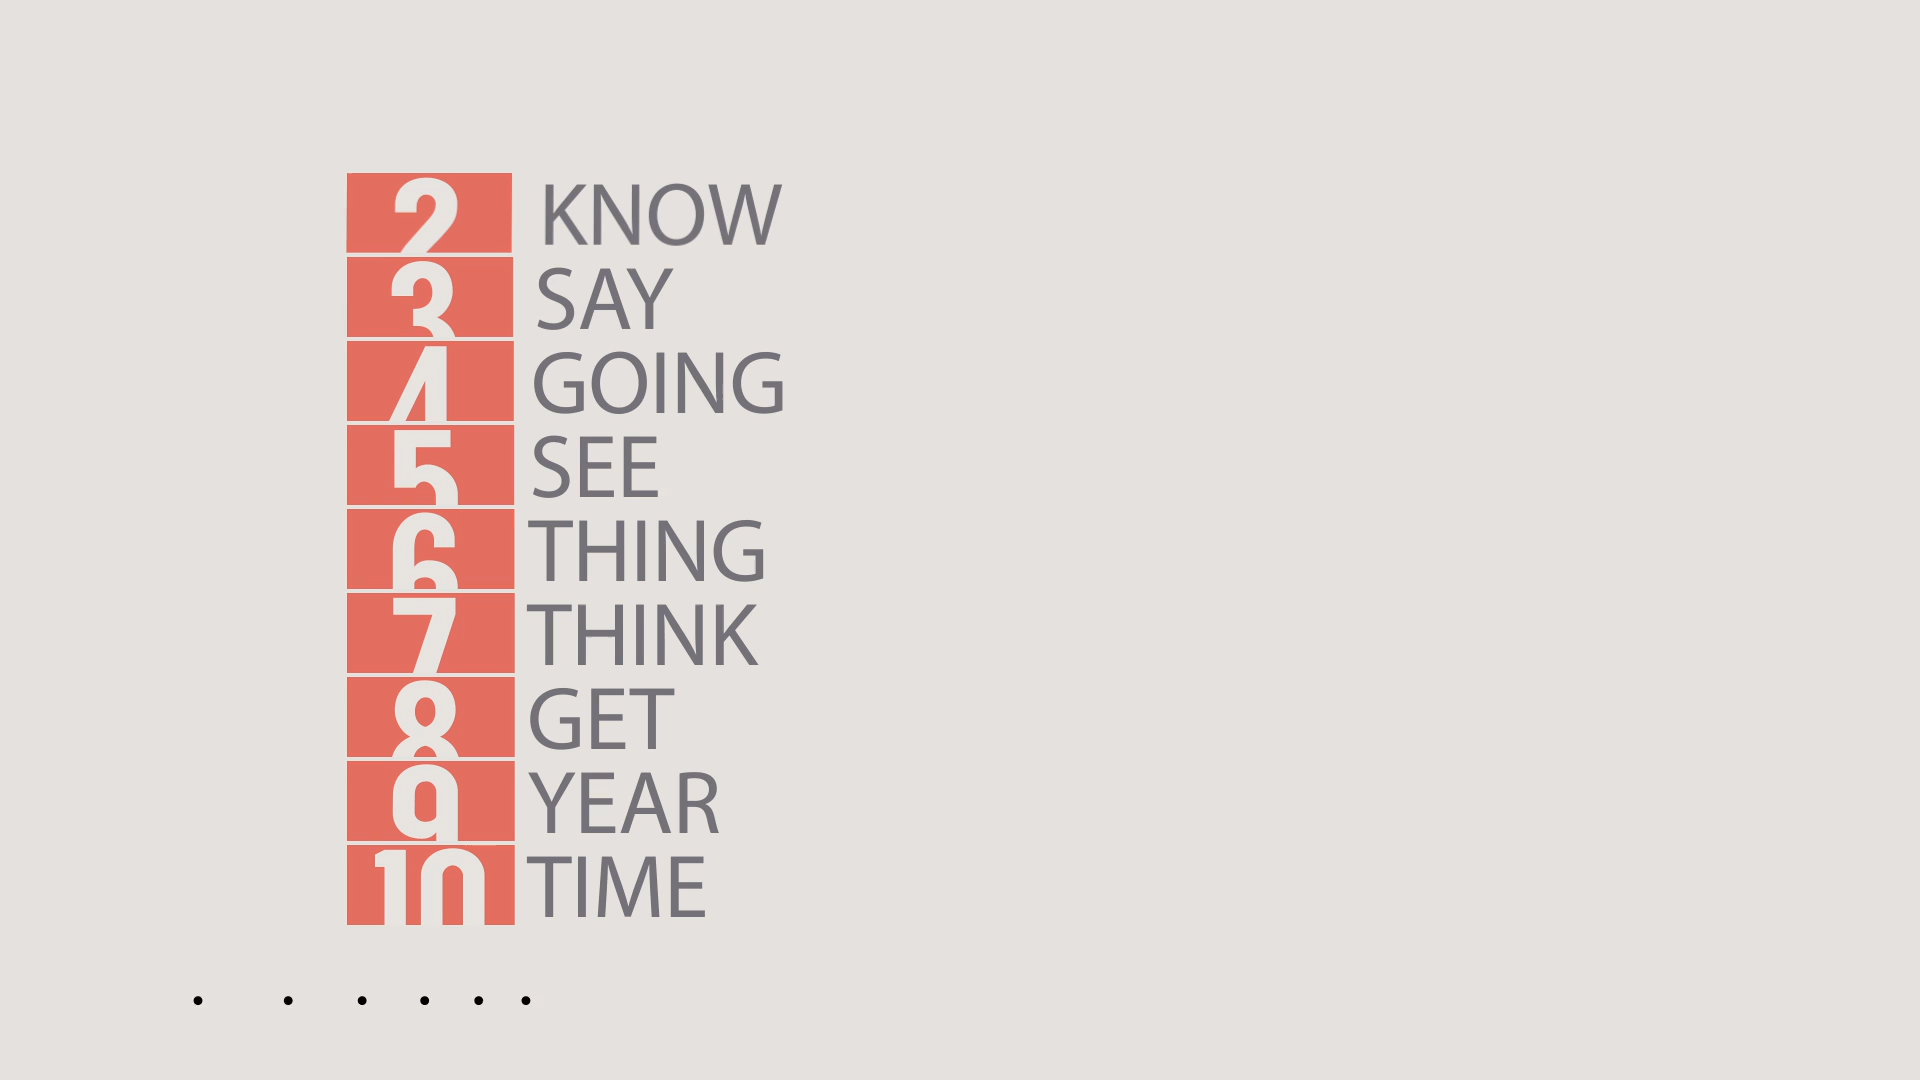 2 KNOW
3 SAY
4 GOING
5 SEE
6 THING
7 THINK
8 GET
9 YEAR
10 TIME